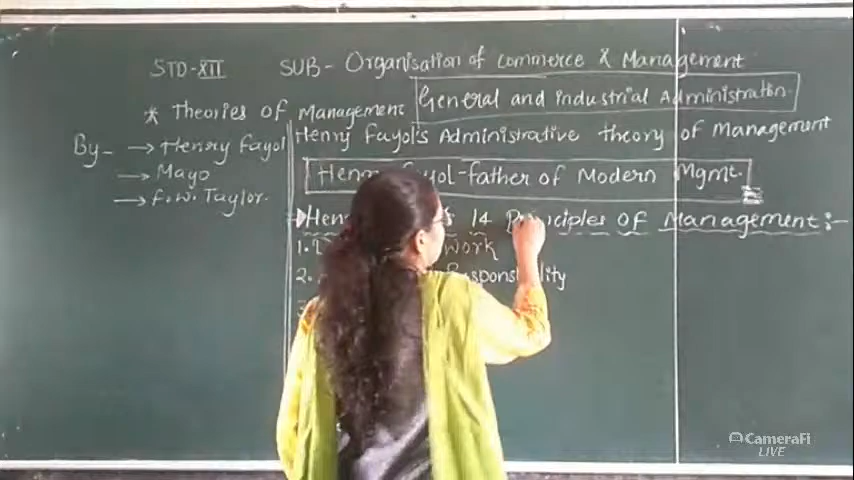 STD-XII SUB- Organisation of commerce & Management
* Theories of Management
General and industrial Administration.
By- → Henry Fayol
→ Mayo
→ F.W. Taylor.
Henry Fayol's Administrative theory of Management
Fayol-father of Modern Mgmt.
14 Principles of Management:-
1. work
2. Responsibility
CameraFi
LIVE